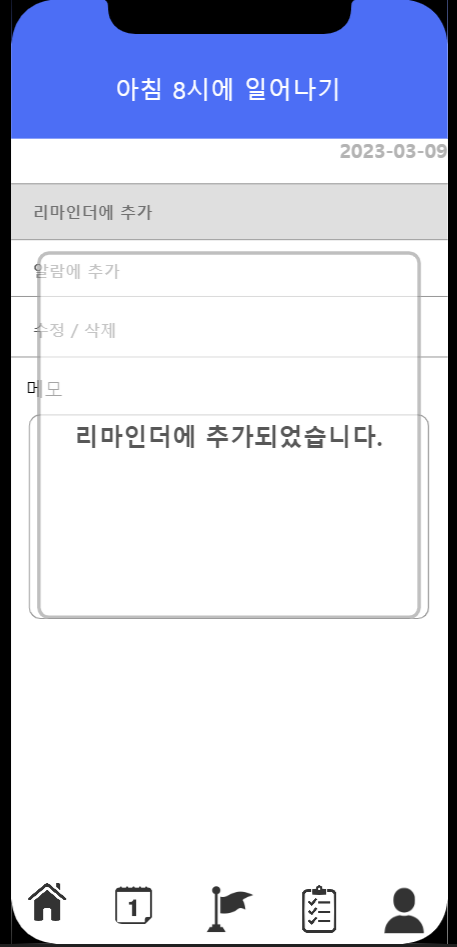 아침 8시에 일어나기
2023-03-09
리마인더에 추가
알람에 추가
수정 / 삭제
메모
리마인더에 추가되었습니다.
1